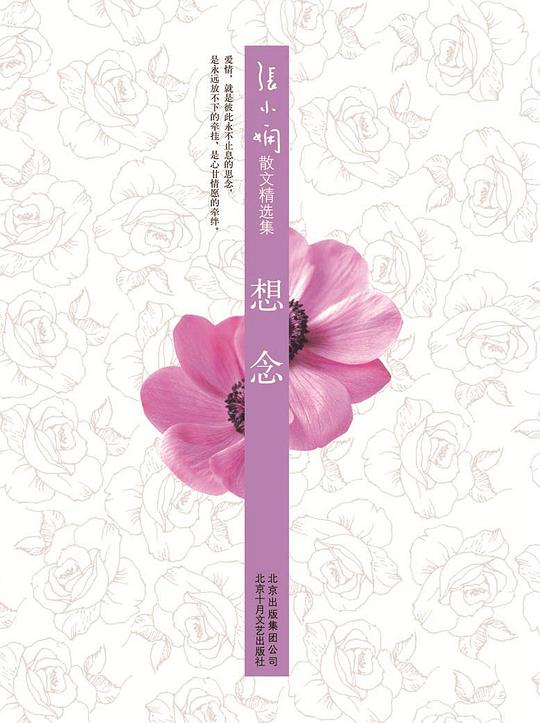 爱情，就是彼此永不止息的思念，
是永远放不下的牵挂，是心甘情愿的牵绊。
張小嫻
散文精选集
想念
北京出版集团公司
北京十月文艺出版社